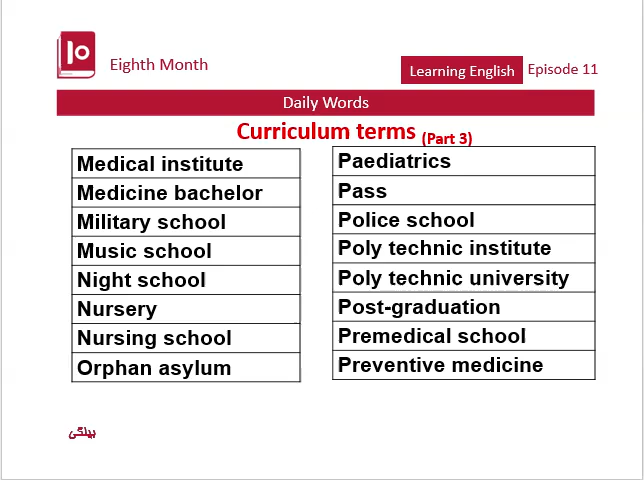 Eighth Month
Learning English
Episode 11
Daily Words
Curriculum terms (Part 3)
Medical institute
Medicine bachelor
Military school
Music school
Night school
Nursery
Nursing school
Orphan asylum
Paediatrics
Pass
Police school
Poly technic institute
Poly technic university
Post-graduation
Premedical school
Preventive medicine